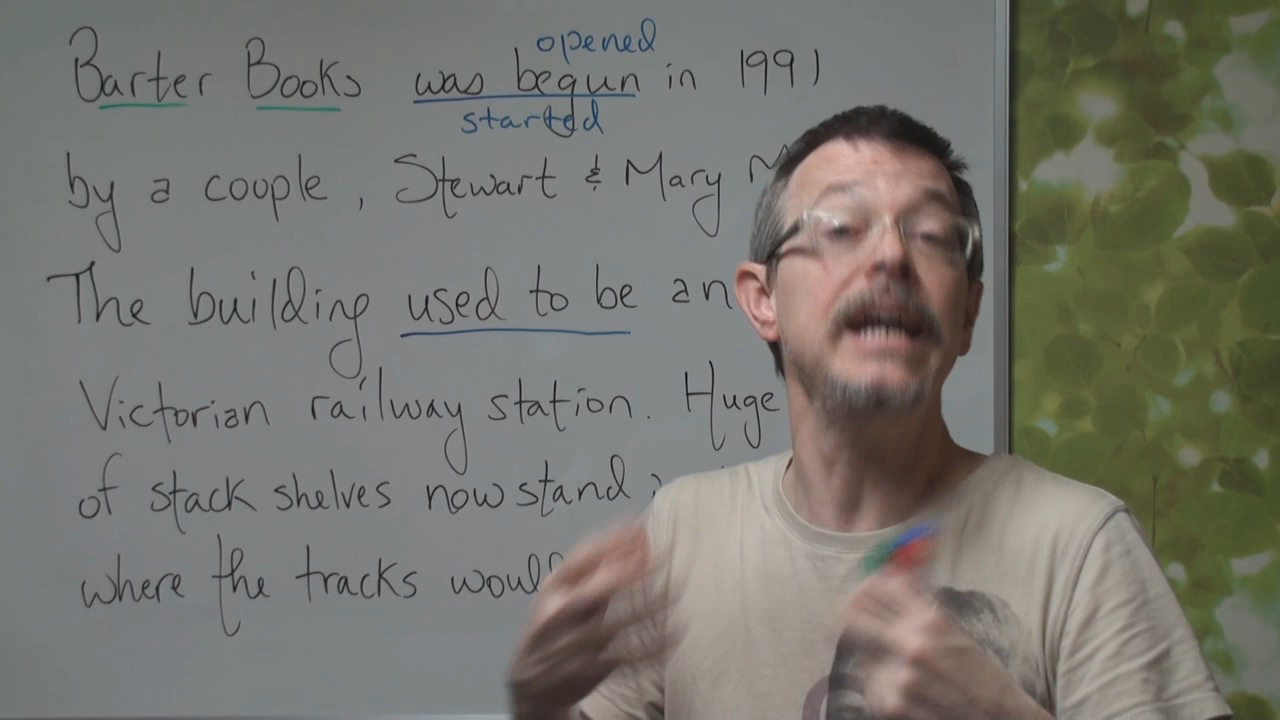 opened
Barter Books was begun in 1991
started
by a couple, Stewart & Mary
The building used to be an
Victorian railway station. Huge
of stack shelves now stand
where the tracks